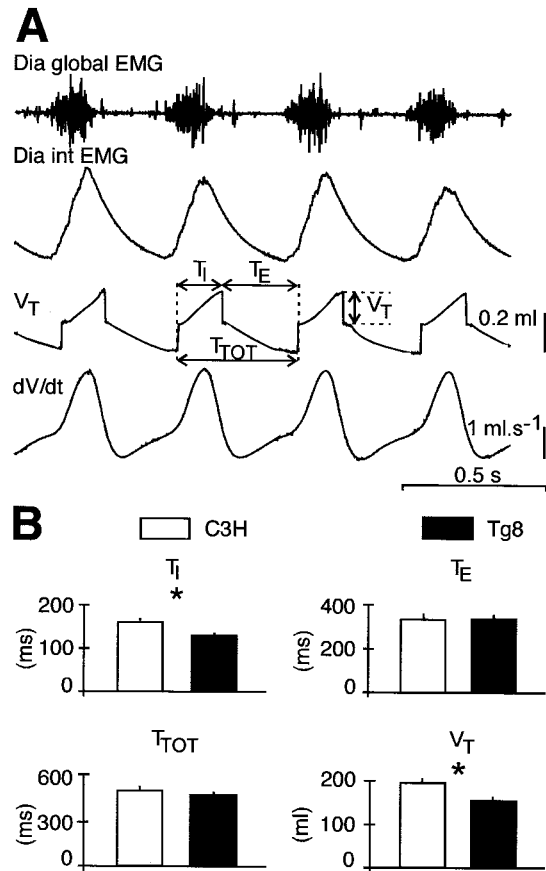 A
Dia global EMG
Dia int EMG
TI TE
VT VT
0.2 ml
TTOT
dV/dt
1 ml.s-1
0.5 s
B C3H Tg8
TI TE
* 
200 400
(ms) 100 (ms) 200
0 0
TTOT VT
*
600 200
(ms) 300 (ml) 100
0 0